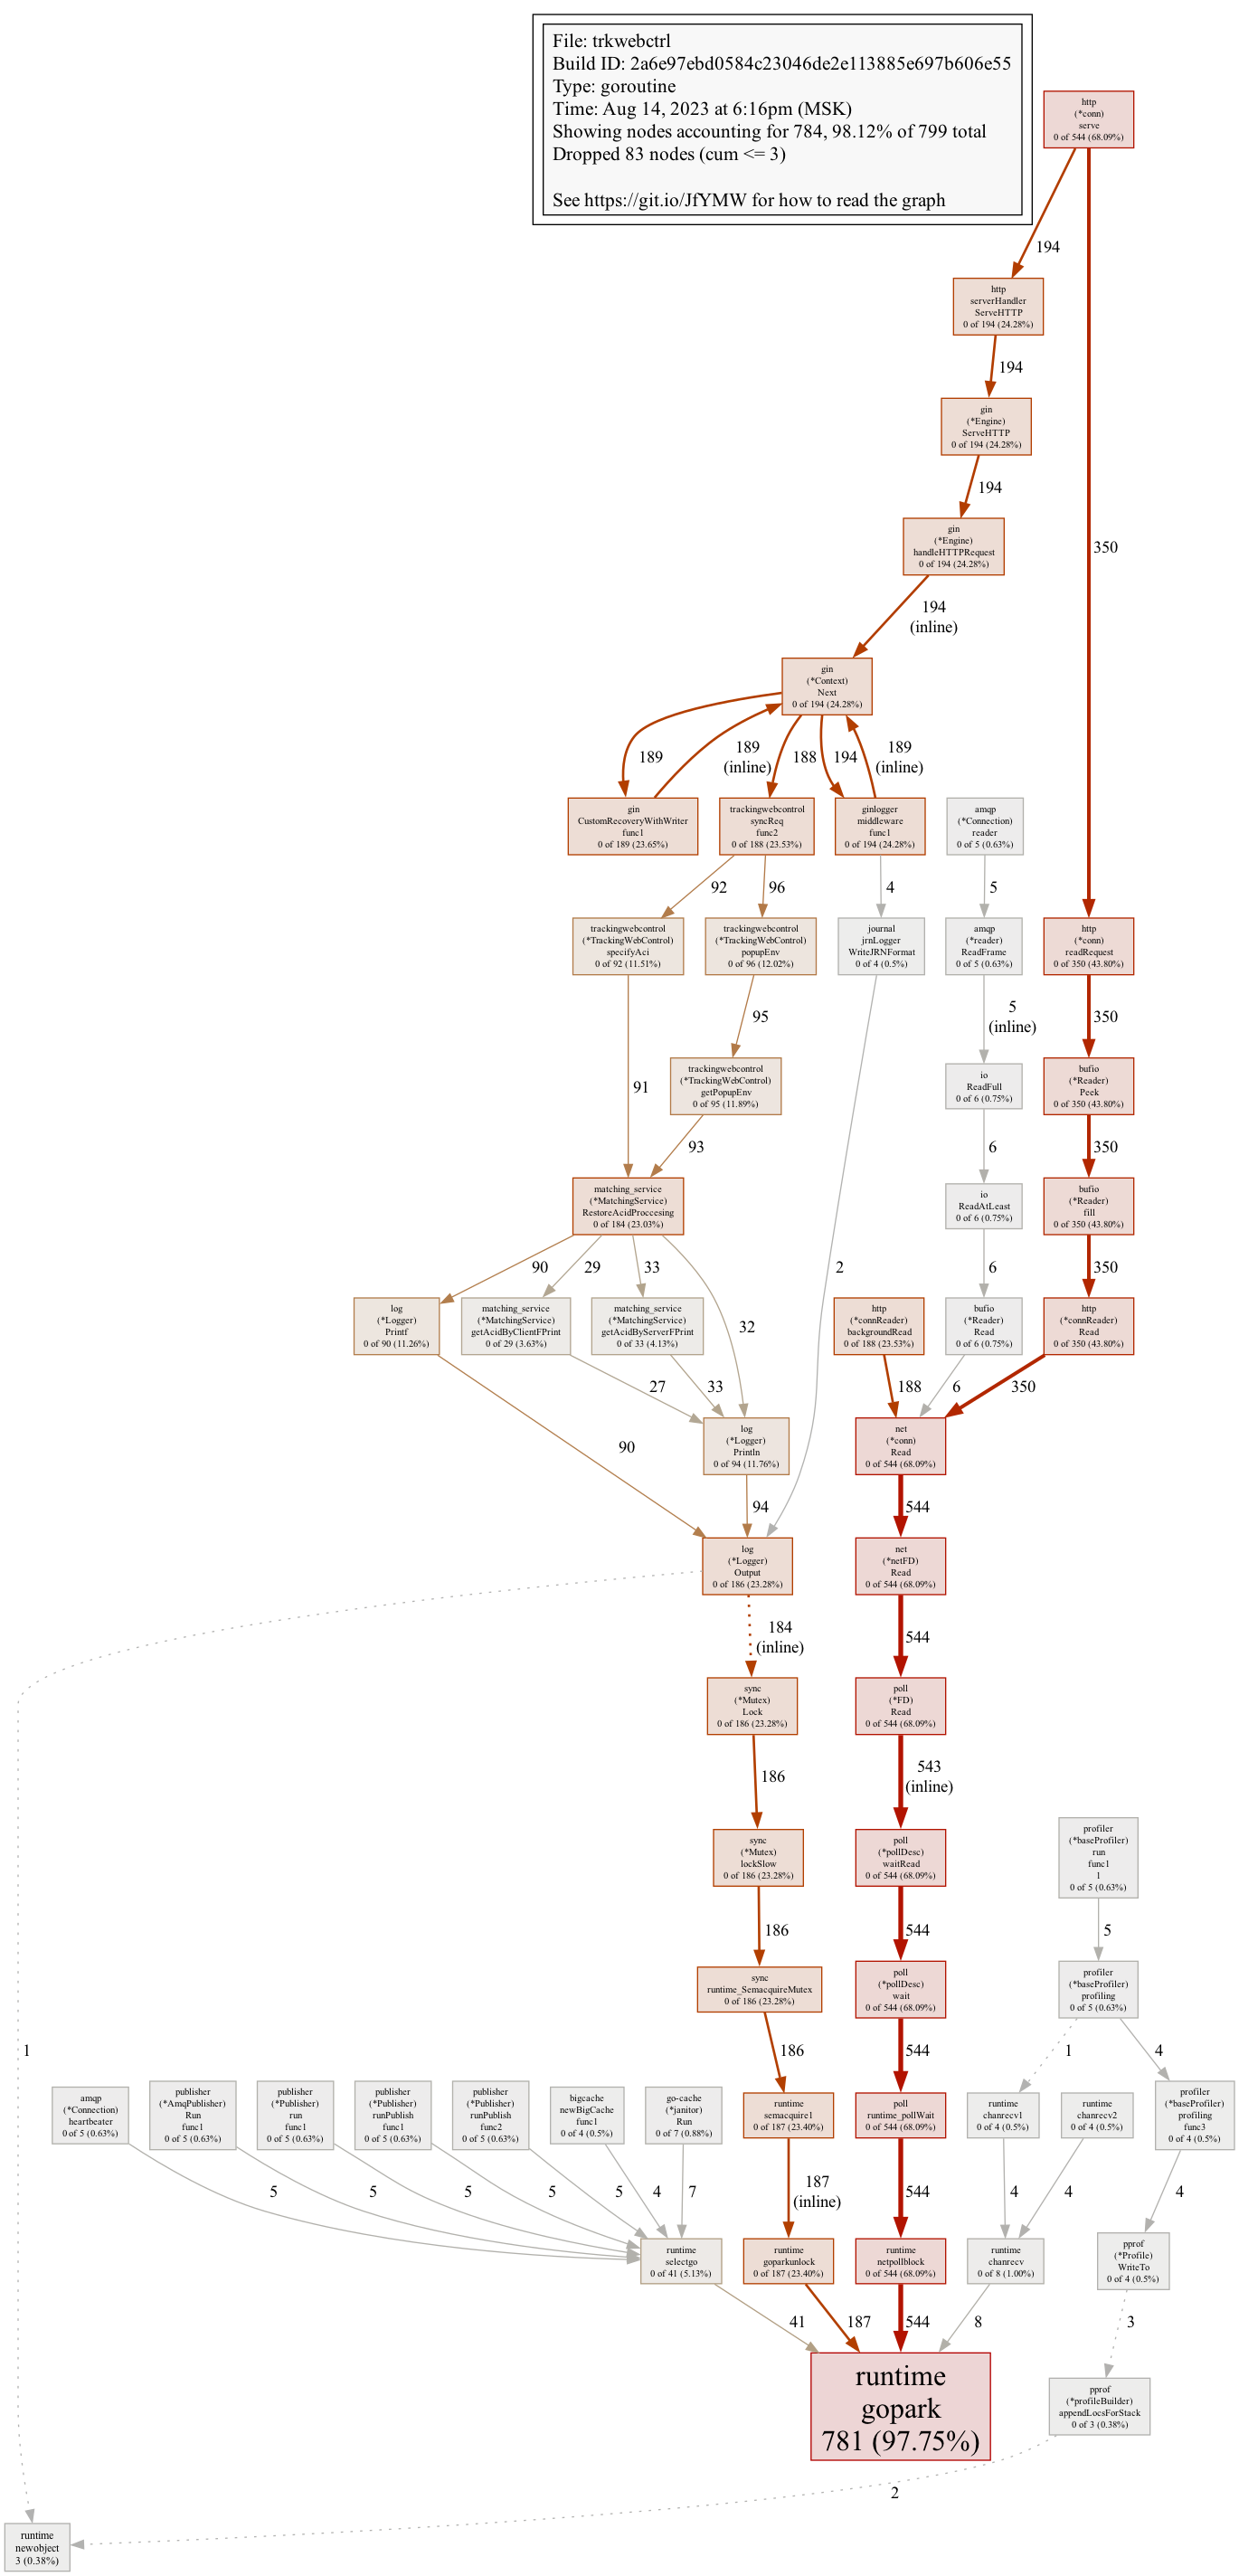 File: trkwebctrl
Build ID: 2a6e97ebd0584c23046de2e113885e697b606e55
Type: goroutine
Time: Aug 14, 2023 at 6:16pm (MSK)
Showing nodes accounting for 784, 98.12% of 799 total
Dropped 83 nodes (cum <= 3)
See https://git.io/JfYMW for how to read the graph
http
(*conn)
serve
0 of 544 (68.09%)
194
http
serverHandler
ServeHTTP
0 of 194 (24.28%)
194
gin
(*Engine)
ServeHTTP
0 of 194 (24.28%)
194
gin
(*Engine)
handleHTTPRequest
0 of 194 (24.28%)
350
194
(inline)
gin
(*Context)
Next
0 of 194 (24.28%)
189
189
(inline)
188
194
189
(inline)
gin
CustomRecoveryWithWriter
func1
0 of 189 (23.65%)
trackingwebcontrol
syncReq
func2
0 of 188 (23.53%)
ginlogger
middleware
func1
0 of 194 (24.28%)
amqp
(*Connection)
reader
0 of 5 (0.63%)
92
96
4
5
trackingwebcontrol
(*TrackingWebControl)
specifyAci
0 of 92 (11.51%)
trackingwebcontrol
(*TrackingWebControl)
popupEnv
0 of 96 (12.02%)
journal
jrnLogger
WriteJRNFormat
0 of 4 (0.5%)
amqp
(*reader)
ReadFrame
0 of 5 (0.63%)
http
(*conn)
readRequest
0 of 350 (43.80%)
95
5
(inline)
350
91
trackingwebcontrol
(*TrackingWebControl)
getPopupEnv
0 of 95 (11.89%)
io
ReadFull
0 of 6 (0.75%)
bufio
(*Reader)
Peek
0 of 350 (43.80%)
93
6
350
matching_service
(*MatchingService)
RestoreAcidProccesing
0 of 184 (23.03%)
io
ReadAtLeast
0 of 6 (0.75%)
bufio
(*Reader)
fill
0 of 350 (43.80%)
90
29
33
32
2
6
350
log
(*Logger)
Printf
0 of 90 (11.26%)
matching_service
(*MatchingService)
getAcidByClientFPrint
0 of 29 (3.63%)
matching_service
(*MatchingService)
getAcidByServerFPrint
0 of 33 (4.13%)
http
(*connReader)
backgroundRead
0 of 188 (23.53%)
bufio
(*Reader)
Read
0 of 6 (0.75%)
http
(*connReader)
Read
0 of 350 (43.80%)
27
33
188
6
350
90
log
(*Logger)
Println
0 of 94 (11.76%)
net
(*conn)
Read
0 of 544 (68.09%)
94
544
log
(*Logger)
Output
0 of 186 (23.28%)
net
(*netFD)
Read
0 of 544 (68.09%)
184
(inline)
544
sync
(*Mutex)
Lock
0 of 186 (23.28%)
poll
(*FD)
Read
0 of 544 (68.09%)
186
543
(inline)
sync
(*Mutex)
lockSlow
0 of 186 (23.28%)
poll
(*pollDesc)
waitRead
0 of 544 (68.09%)
profiler
(*baseProfiler)
run
func1
1
0 of 5 (0.63%)
186
544
5
sync
runtime_SemacquireMutex
0 of 186 (23.28%)
poll
(*pollDesc)
wait
0 of 544 (68.09%)
profiler
(*baseProfiler)
profiling
0 of 5 (0.63%)
1
186
544
1
4
amqp
(*Connection)
heartbeater
0 of 5 (0.63%)
publisher
(*AmqPublisher)
Run
func1
0 of 5 (0.63%)
publisher
(*Publisher)
run
func1
0 of 5 (0.63%)
publisher
(*Publisher)
runPublish
func1
0 of 5 (0.63%)
publisher
(*Publisher)
runPublish
func2
0 of 5 (0.63%)
bigcache
newBigCache
func1
0 of 4 (0.5%)
go-cache
(*janitor)
Run
0 of 7 (0.88%)
runtime
semacquire1
0 of 187 (23.40%)
poll
runtime_pollWait
0 of 544 (68.09%)
runtime
chanrecv1
0 of 4 (0.5%)
runtime
chanrecv2
0 of 4 (0.5%)
profiler
(*baseProfiler)
profiling
func3
0 of 4 (0.5%)
5
5
5
5
4
7
187
(inline)
544
4
4
4
runtime
selectgo
0 of 41 (5.13%)
runtime
goparkunlock
0 of 187 (23.40%)
runtime
netpollblock
0 of 544 (68.09%)
runtime
chanrecv
0 of 8 (1.00%)
pprof
(*Profile)
WriteTo
0 of 4 (0.5%)
41
187
544
8
3
runtime
gopark
781 (97.75%)
pprof
(*profileBuilder)
appendLocsForStack
0 of 3 (0.38%)
2
runtime
newobject
3 (0.38%)